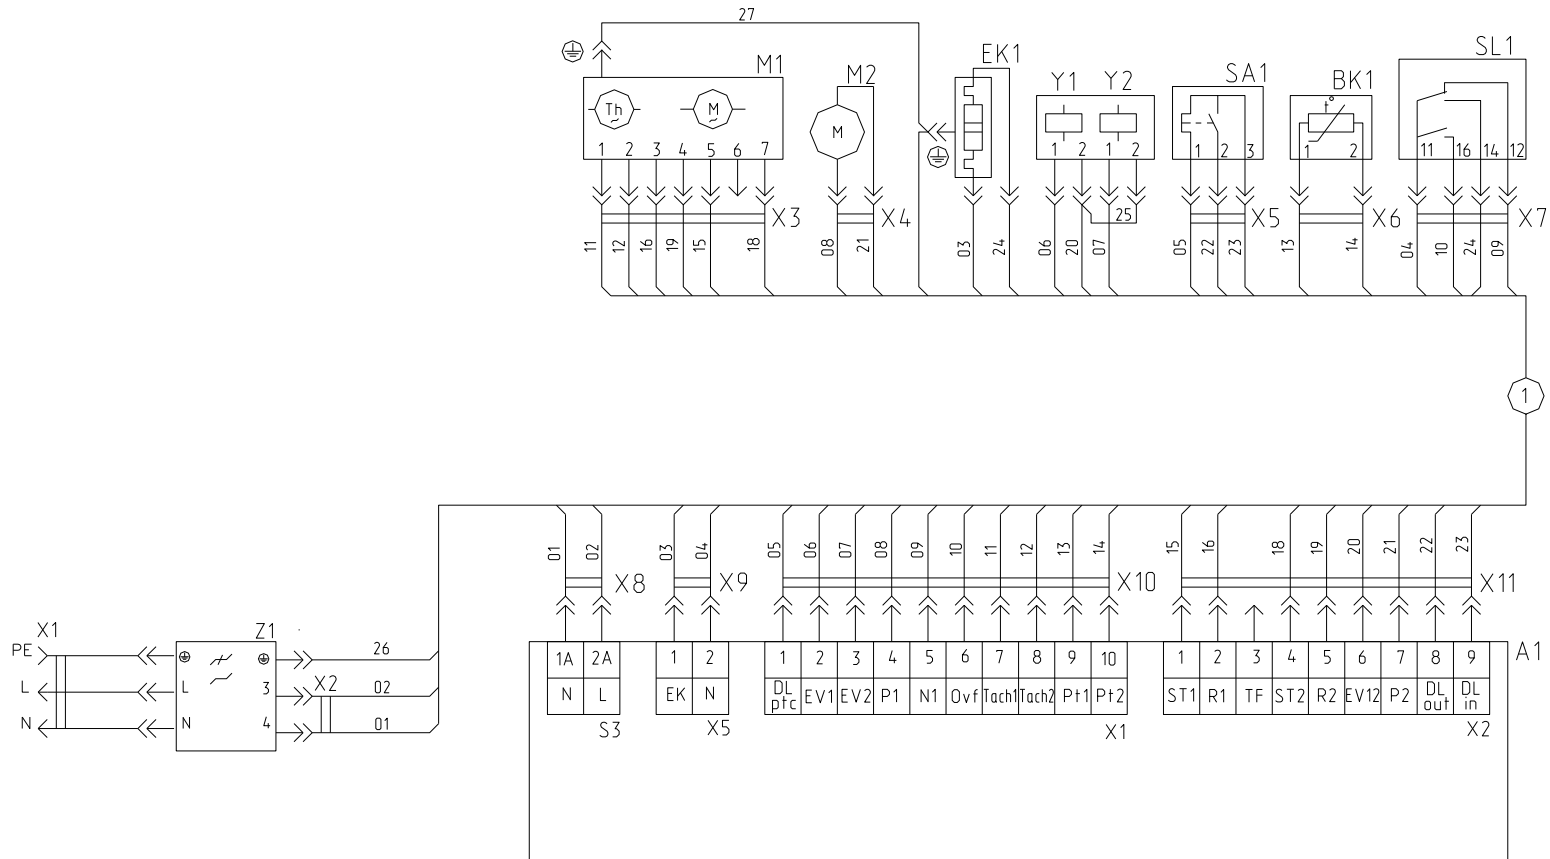 27
M1
M2
EK1
Y1 Y2
SA1
BK1
SL1
Th
~
M
~
M
t°
1 2 3 4 5 6 7
1 2 1 2
1 2 3
1 2
11 16 14 12
X3
X4
25
X5
X6
X7
11 12 16 19 15 18
08 21
03 24
06 20 07
05 22 23
13 14
04 10 24 09
1
01 02
03 04
05 06 07 08 09 10 11 12 13 14
15 16 18 19 20 21 22 23
X8
X9
X10
X11
X1
PE
L
N
Z1
L
N
3
4
X2
26
02
01
A1
1A 2A
N L
S3
1 2
EK N
X5
1 2 3 4 5 6 7 8 9 10
DL ptc EV1 EV2 P1 N1 Ovf Tach1 Tach2 Pt1 Pt2
X1
1 2 3 4 5 6 7 8 9
ST1 R1 TF ST2 R2 EV12 P2 DL out DL in
X2